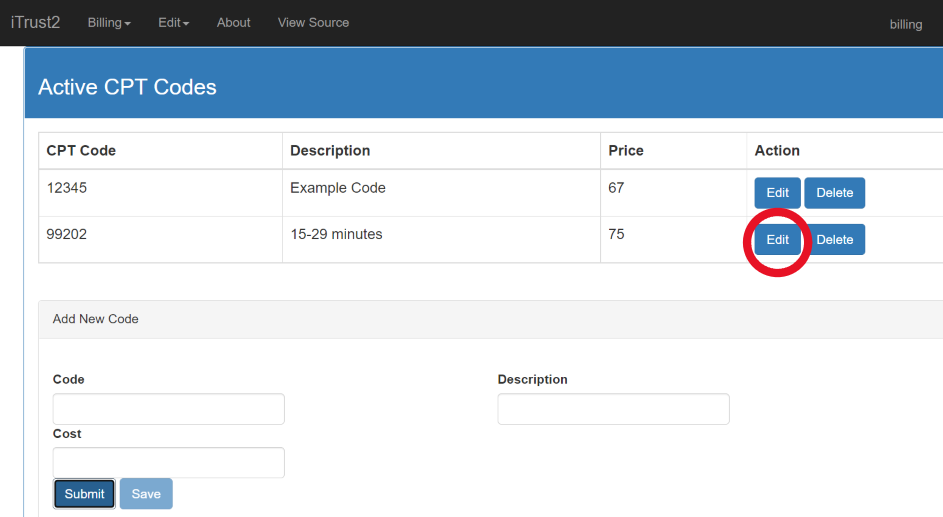 iTrust2 Billing Edit About View Source billing
Active CPT Codes
CPT Code Description Price Action
12345 Example Code 67 Edit Delete
99202 15-29 minutes 75 Edit Delete
Add New Code
Code Description
Cost
Submit Save